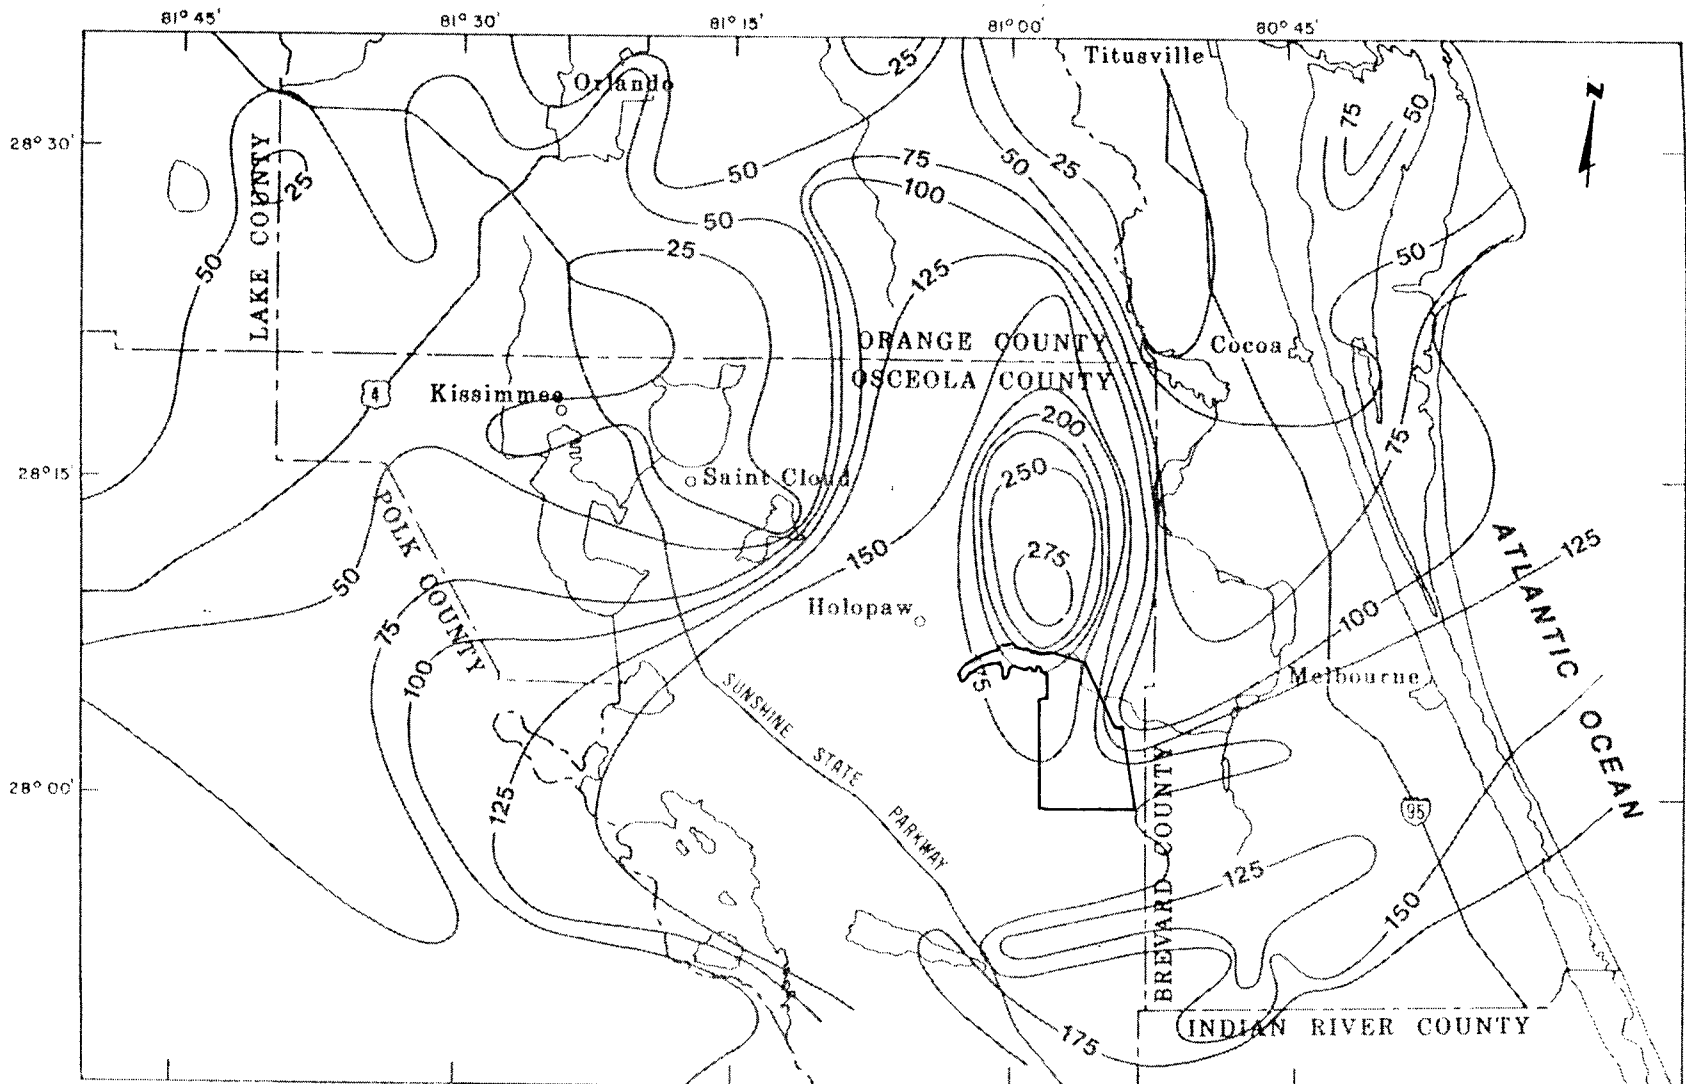 81° 45'
81° 30'
81° 15'
81° 00'
80° 45'
Titusville
25
Orlando
N
75
50
28° 30'
LAKE COUNTY
25
50
75
50
25
100
50
25
50
50
125
ORANGE COUNTY
Cocoa
OSCEOLA COUNTY
4
Kissimmee
200
75
28° 15'
Saint Cloud
250
POLK COUNTY
150
275
ATLANTIC OCEAN
125
50
Holopaw
100
75
100
Melbourne
SUNSHINE STATE PARKWAY
28° 00'
125
95
BREVARD COUNTY
125
150
175
INDIAN RIVER COUNTY